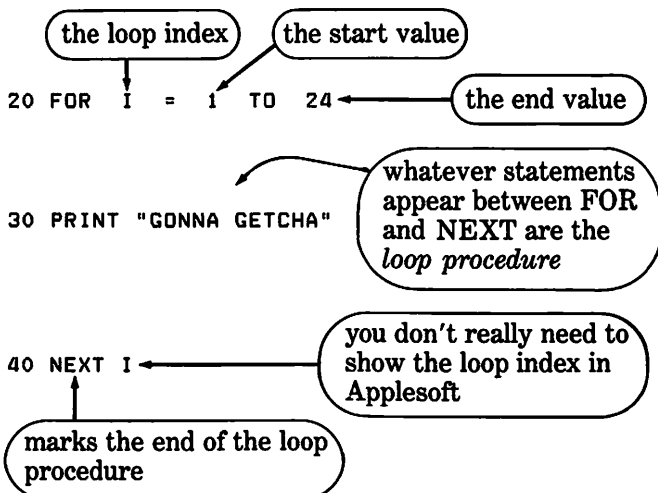 the loop index
the start value
20 FOR I = 1 TO 24
the end value
whatever statements
appear between FOR
and NEXT are the
loop procedure
30 PRINT "GONNA GETCHA"
you don't really need to
show the loop index in
Applesoft
40 NEXT I
marks the end of the loop
procedure